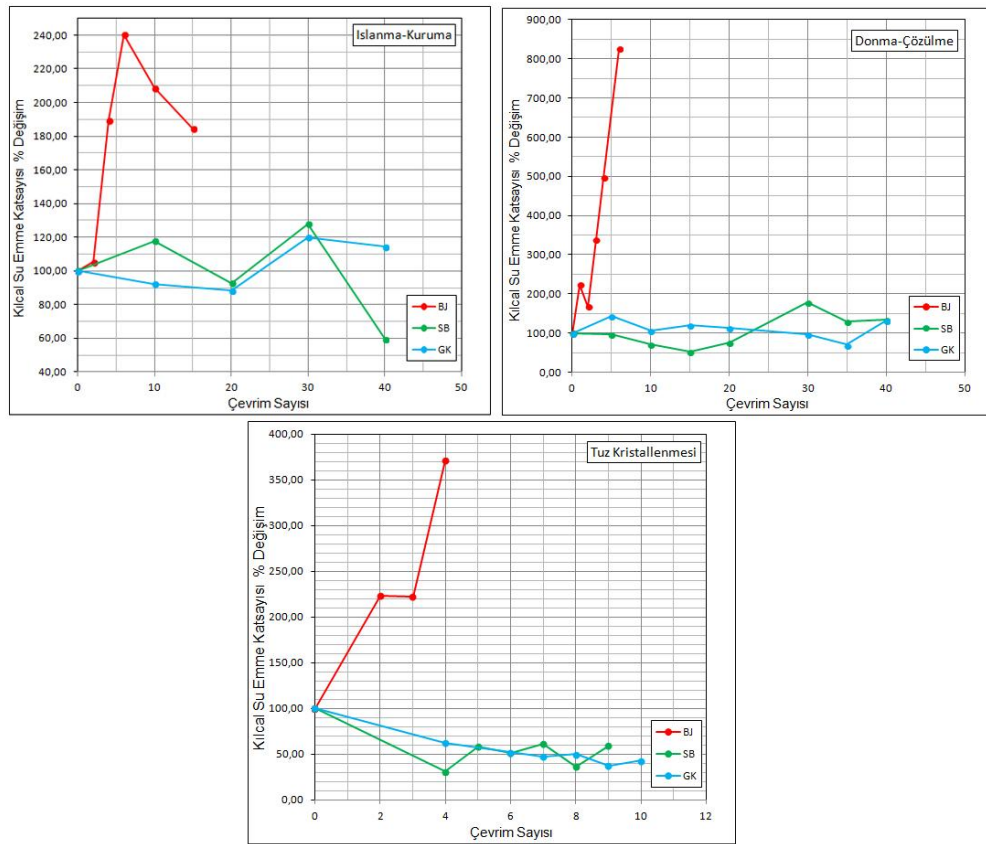 Islanma-Kuruma
Kılcal Su Emme Katsayısı % Değişim
240,00
220,00
200,00
180,00
160,00
140,00
120,00
100,00
80,00
60,00
40,00
0 10 20 30 40 50
Çevrim Sayısı
BJ
SB
GK
Donma-Çözülme
Kılcal Su Emme Katsayısı % Değişim
900,00
800,00
700,00
600,00
500,00
400,00
300,00
200,00
100,00
0,00
0 10 20 30 40 50
Çevrim Sayısı
BJ
SB
GK
Tuz Kristallenmesi
Kılcal Su Emme Katsayısı % Değişim
400,00
350,00
300,00
250,00
200,00
150,00
100,00
50,00
0,00
0 2 4 6 8 10 12
Çevrim Sayısı
BJ
SB
GK